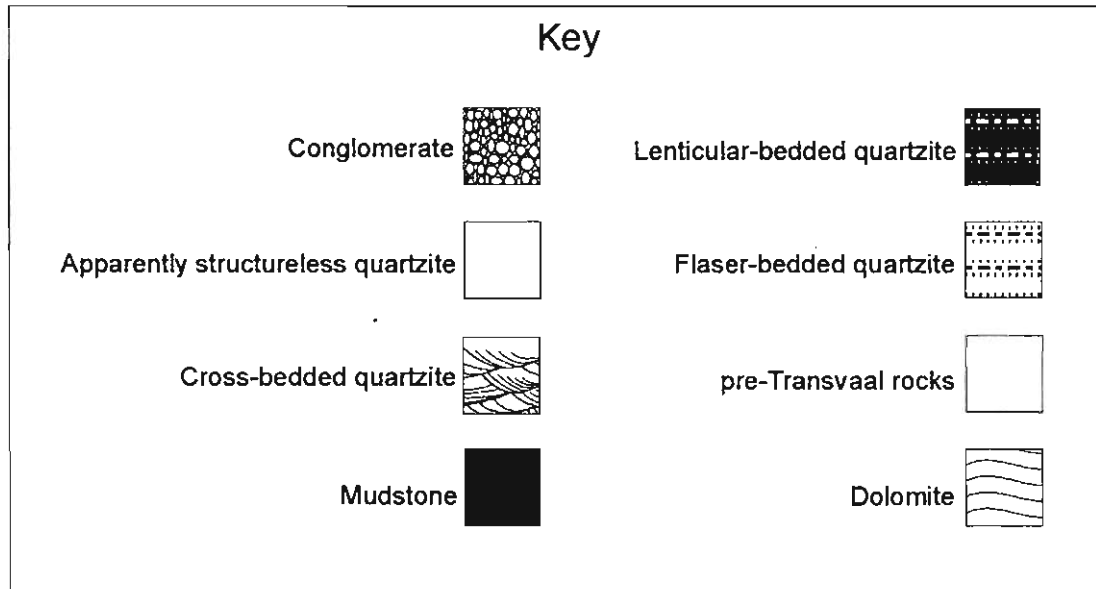 Key
Conglomerate
Lenticular-bedded quartzite
Apparently structureless quartzite
Flaser-bedded quartzite
Cross-bedded quartzite
pre-Transvaal rocks
Mudstone
Dolomite